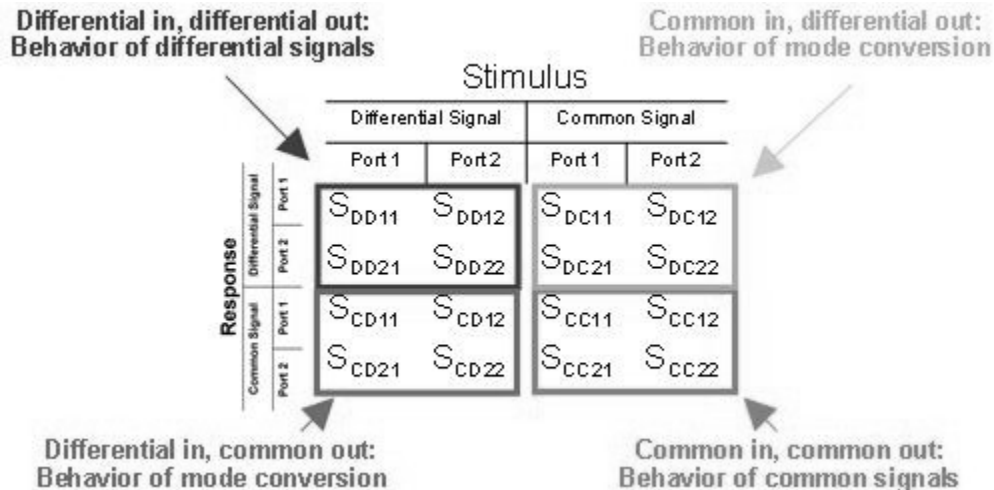 Differential in, differential out:
Behavior of differential signals
Common in, differential out:
Behavior of mode conversion
Stimulus
Differential Signal Common Signal
Port 1 Port 2 Port 1 Port 2
Response
Differential Signal
Common Signal
Port 1
Port 2
Port 1
Port 2
SDD11 SDD12 SDC11 SDC12
SDD21 SDD22 SDC21 SDC22
SCD11 SCD12 SCC11 SCC12
SCD21 SCD22 SCC21 SCC22
Differential in, common out:
Behavior of mode conversion
Common in, common out:
Behavior of common signals